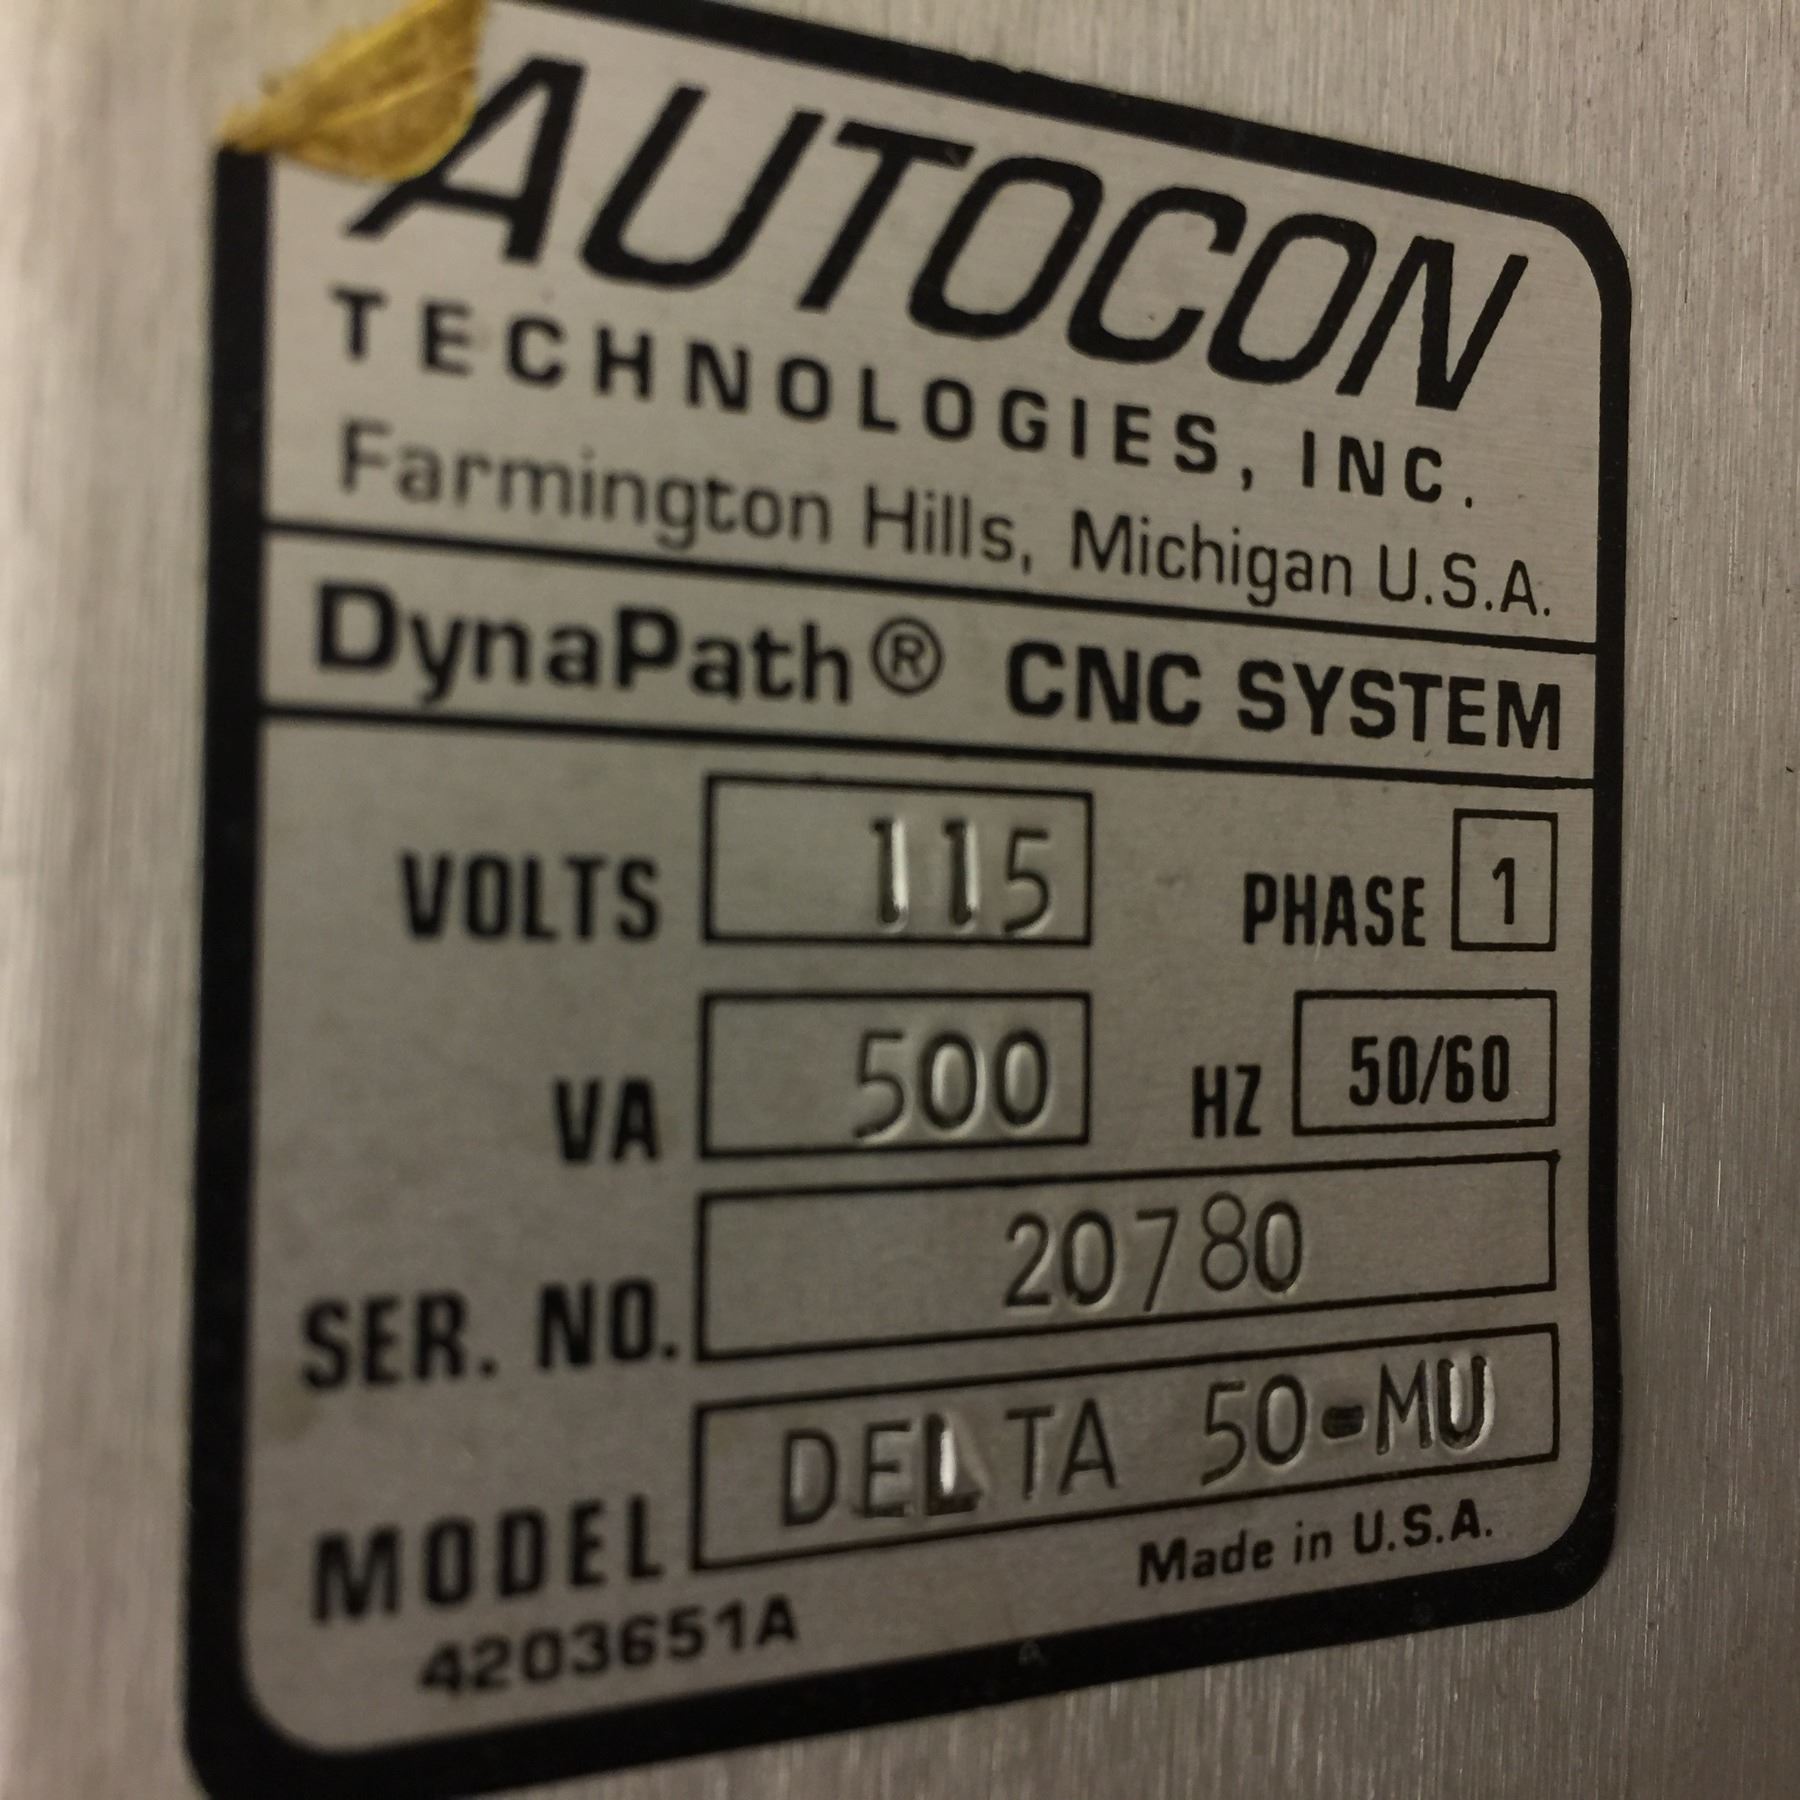 AUTOCON
TECHNOLOGIES, INC.
Farmington Hills, Michigan U.S.A.
DynaPath® CNC SYSTEM
VOLTS 115 PHASE 1
VA 500 HZ 50/60
SER. NO. 20780
MODEL DELTA 50-MU
4203651A Made in U.S.A.